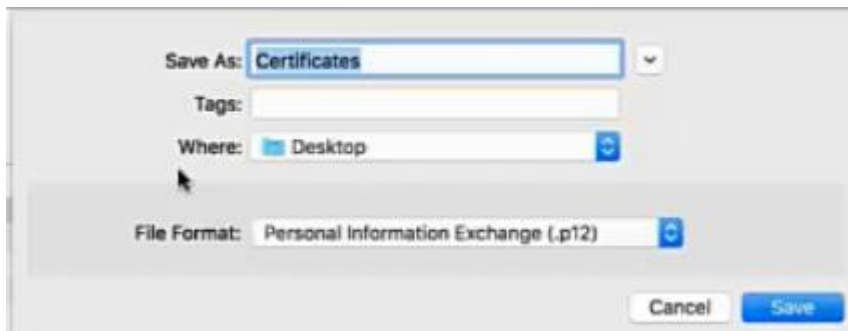 Save As: Certificates
Tags:
Where: Desktop
File Format: Personal Information Exchange (.p12)
Cancel Save